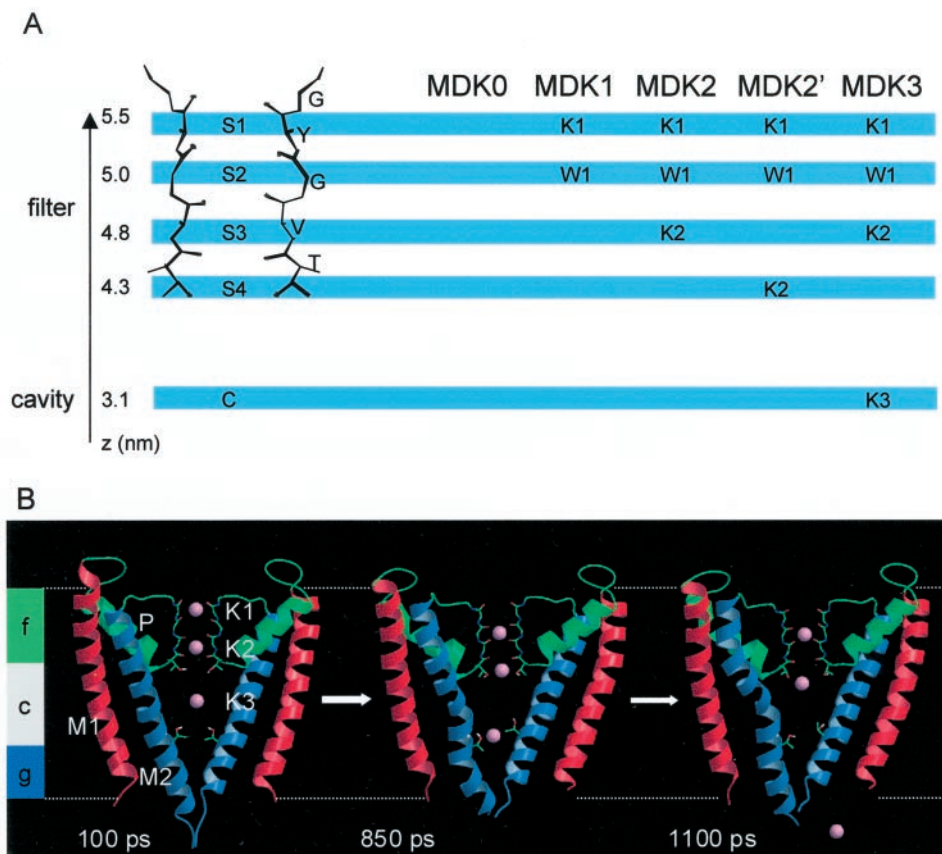 A
MDK0 MDK1 MDK2 MDK2' MDK3
G
5.5 S1 Y K1 K1 K1 K1
5.0 S2 G W1 W1 W1 W1
filter
4.8 S3 V K2 K2
T
4.3 S4 K2
cavity 3.1 C K3
z (nm)
B
f P K1
K2
c K3
M1
g M2
100 ps 850 ps 1100 ps